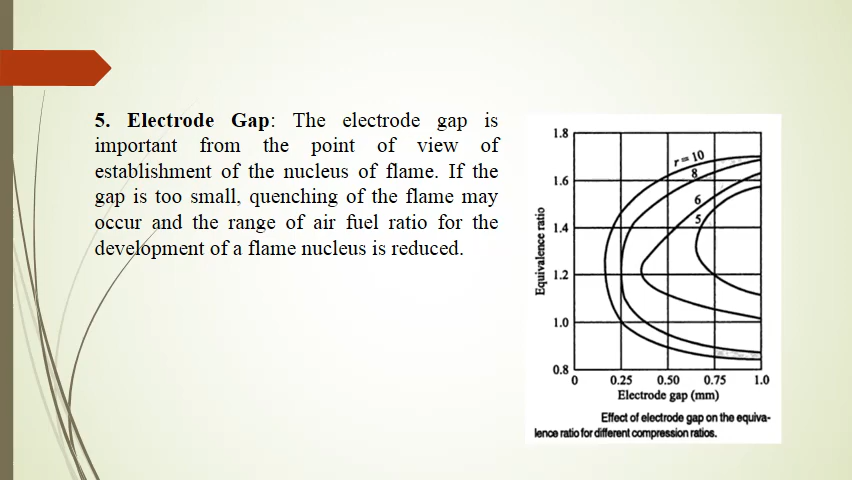 5. Electrode Gap: The electrode gap is
important from the point of view of
establishment of the nucleus of flame. If the
gap is too small, quenching of the flame may
occur and the range of air fuel ratio for the
development of a flame nucleus is reduced.
1.8
1.6
1.4
1.2
1.0
0.8
Equivalence ratio
r = 10
8
6
5
0
0.25
0.50
0.75
1.0
Electrode gap (mm)
Effect of electrode gap on the equiva-
lence ratio for different compression ratios.